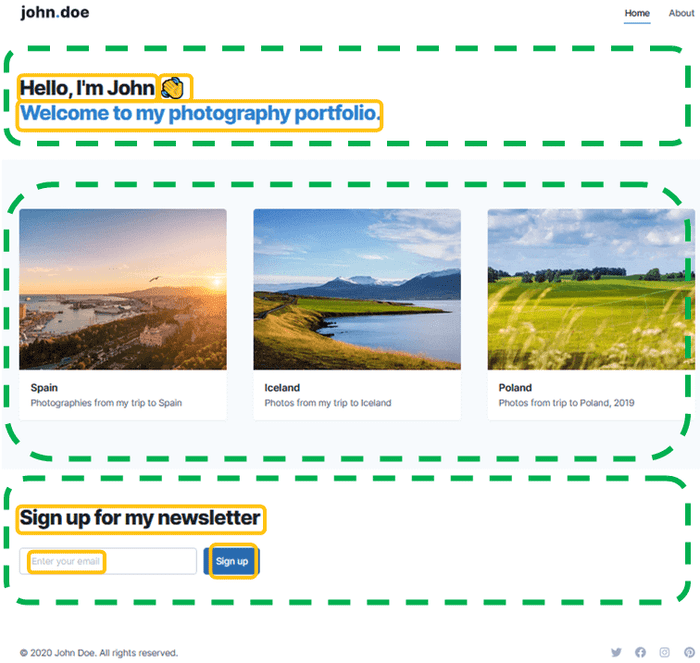 john.doe
Home About
Hello, I'm John 👏
Welcome to my photography portfolio.
Spain
Photographies from my trip to Spain
Iceland
Photos from my trip to Iceland
Poland
Photos from trip to Poland, 2019
Sign up for my newsletter
Enter your email
Sign up
© 2020 John Doe. All rights reserved.